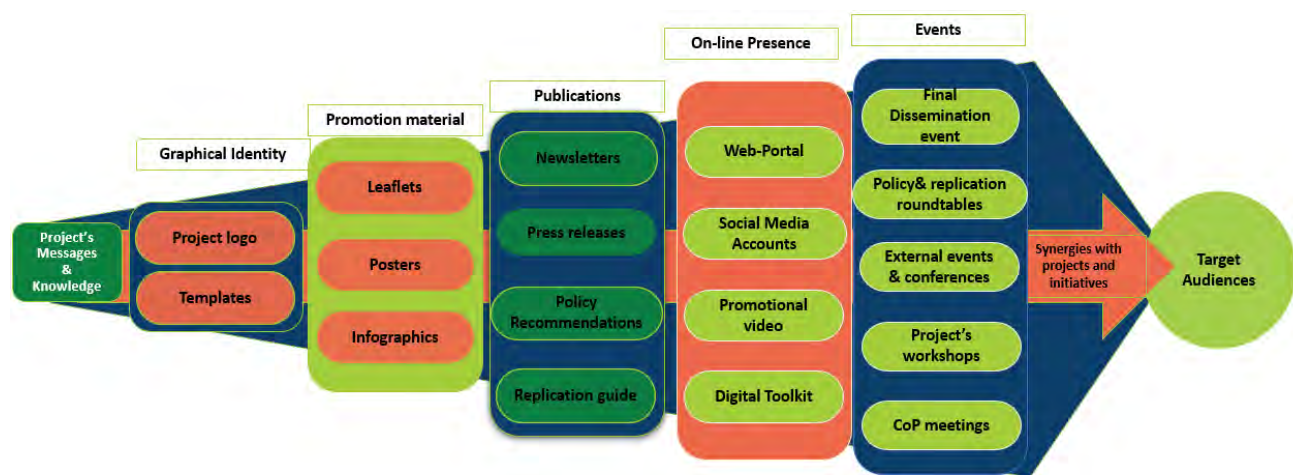 Project's
Messages
&
Knowledge
Graphical Identity
Project logo
Templates
Promotion material
Leaflets
Posters
Infographics
Publications
Newsletters
Press releases
Policy
Recommendations
Replication guide
On-line Presence
Web-Portal
Social Media
Accounts
Promotional
video
Digital Toolkit
Events
Final
Dissemination
event
Policy& replication
roundtables
External events
& conferences
Project's
workshops
CoP meetings
Synergies with
projects and
initiatives
Target
Audiences